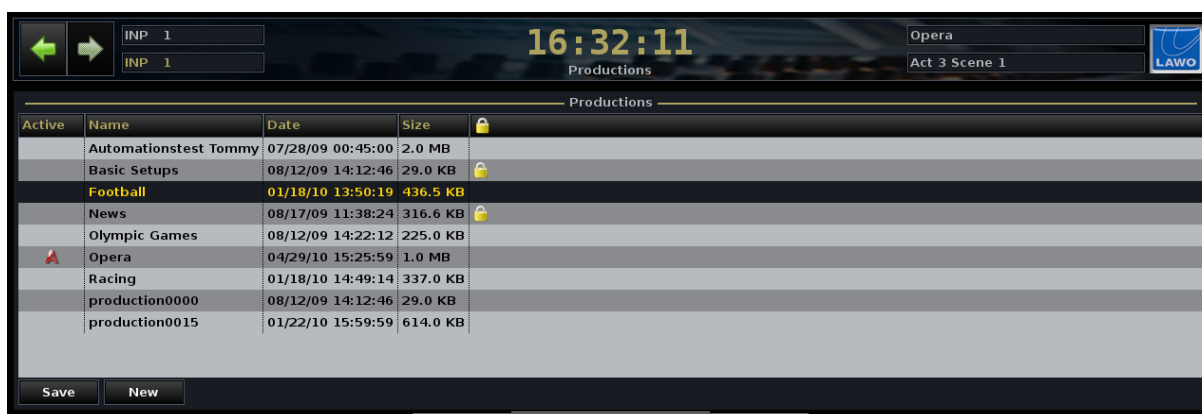 INP 1
INP 1
16:32:11
Productions
Opera
Act 3 Scene 1
LAWO
Productions
Active Name Date Size
Automationstest Tommy 07/28/09 00:45:00 2.0 MB
Basic Setups 08/12/09 14:12:46 29.0 KB
Football 01/18/10 13:50:19 436.5 KB
News 08/17/09 11:38:24 316.6 KB
Olympic Games 08/12/09 14:22:12 225.0 KB
A Opera 04/29/10 15:25:59 1.0 MB
Racing 01/18/10 14:49:14 337.0 KB
production0000 08/12/09 14:12:46 29.0 KB
production0015 01/22/10 15:59:59 614.0 KB
Save New